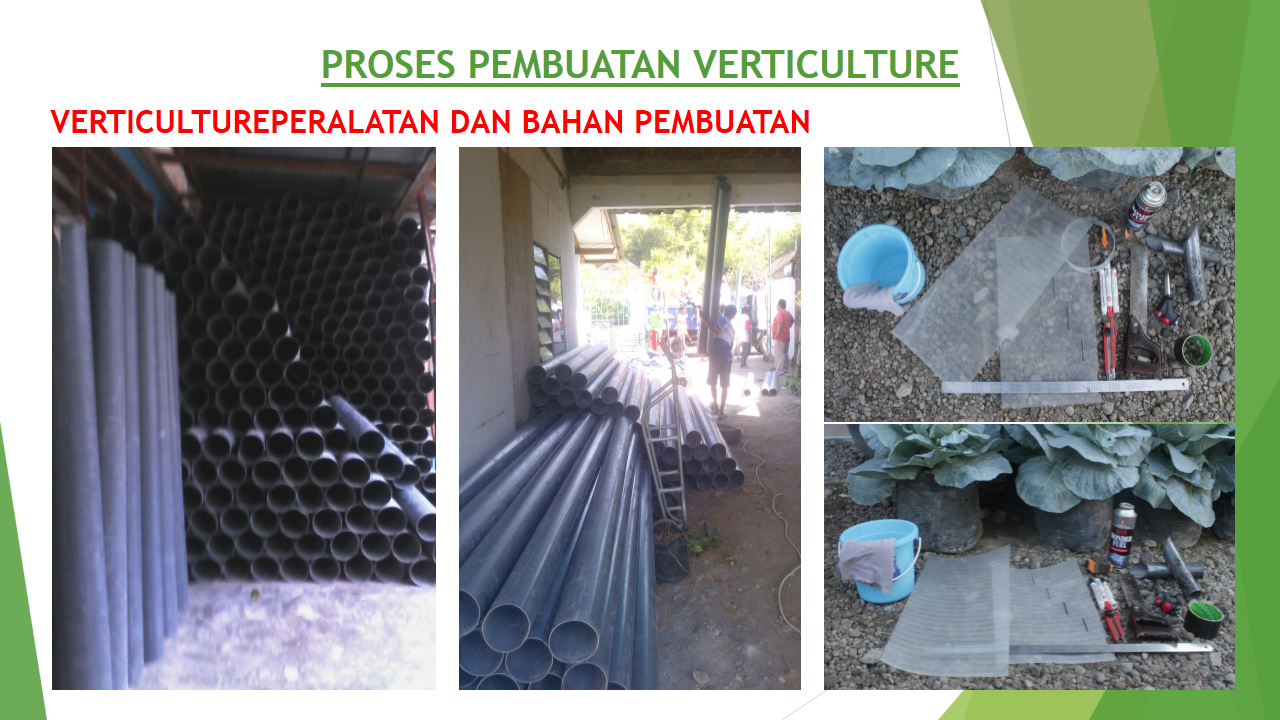 PROSES PEMBUATAN VERTICULTURE
VERTICULTUREPERALATAN DAN BAHAN PEMBUATAN